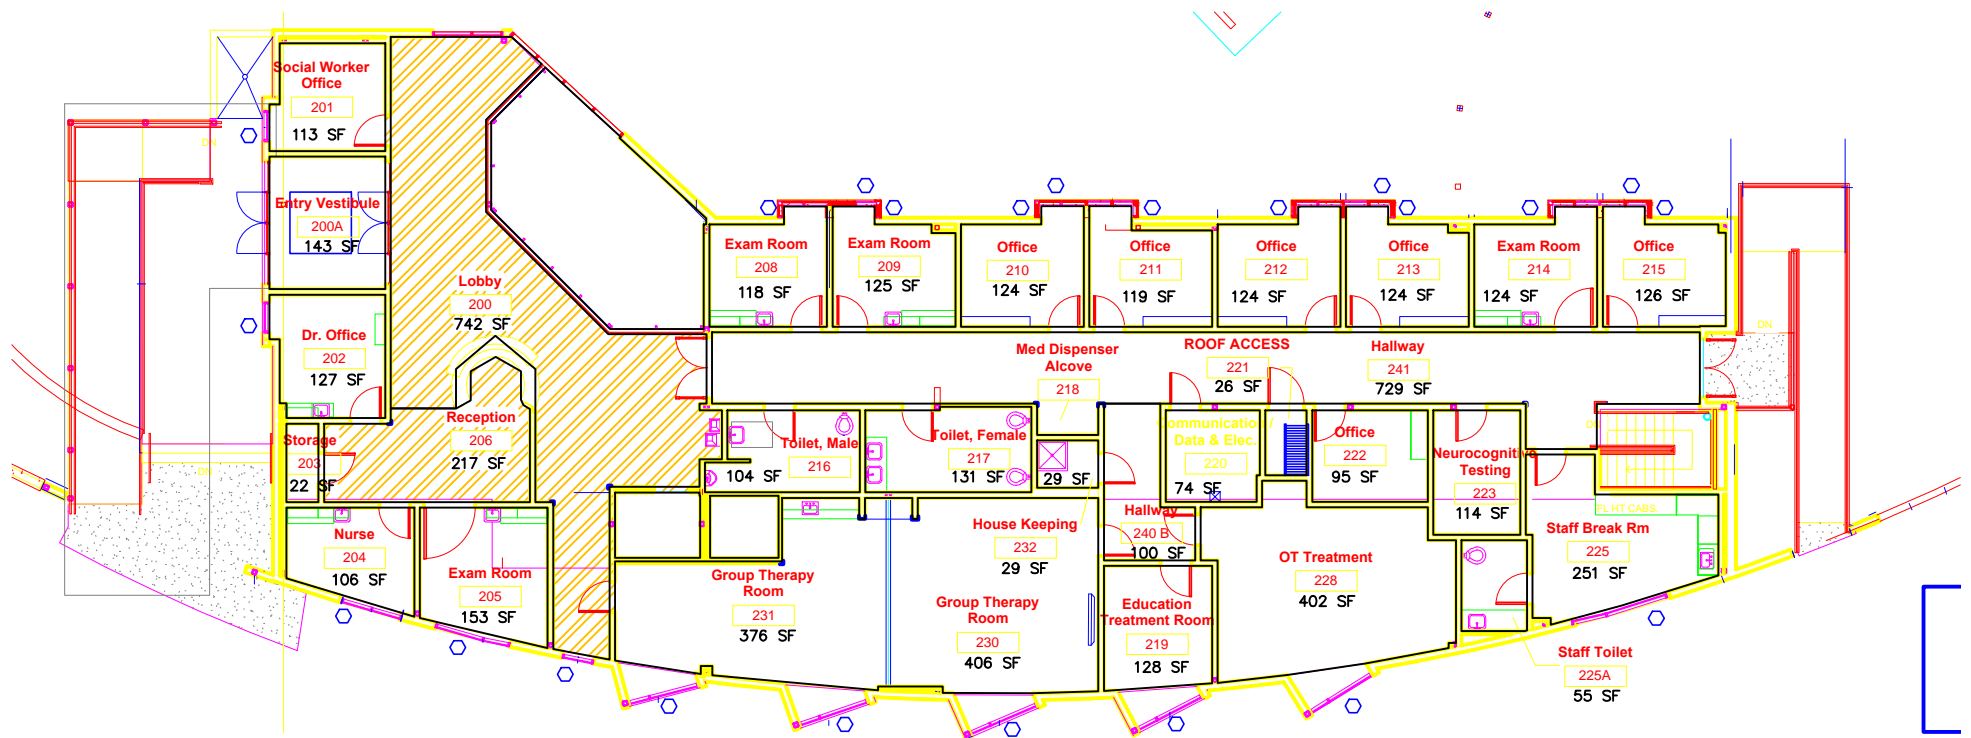 Social Worker
Office
201
113 SF
DN
Entry Vestibule
200A
143 SF
Lobby
200
742 SF
Dr. Office
202
127 SF
Reception
206
217 SF
Storage
203
22 SF
DN
Nurse
204
106 SF
Exam Room
205
153 SF
Exam Room
208
118 SF
Exam Room
209
125 SF
Office
210
124 SF
Office
211
119 SF
Office
212
124 SF
Office
213
124 SF
Exam Room
214
124 SF
Office
215
126 SF
DN
Med Dispenser
Alcove
218
ROOF ACCESS
221
26 SF
Hallway
241
729 SF
Toilet, Male
216
104 SF
Toilet, Female
217
131 SF
29 SF
Communication /
Data & Elec.
220
74 SF
Office
222
95 SF
Neurocognitive
Testing
223
114 SF
FL HT CABS
Staff Break Rm
225
251 SF
House Keeping
232
29 SF
Hallway
240 B
100 SF
OT Treatment
228
402 SF
Group Therapy
Room
231
376 SF
Group Therapy
Room
230
406 SF
Education
Treatment Room
219
128 SF
Staff Toilet
225A
55 SF